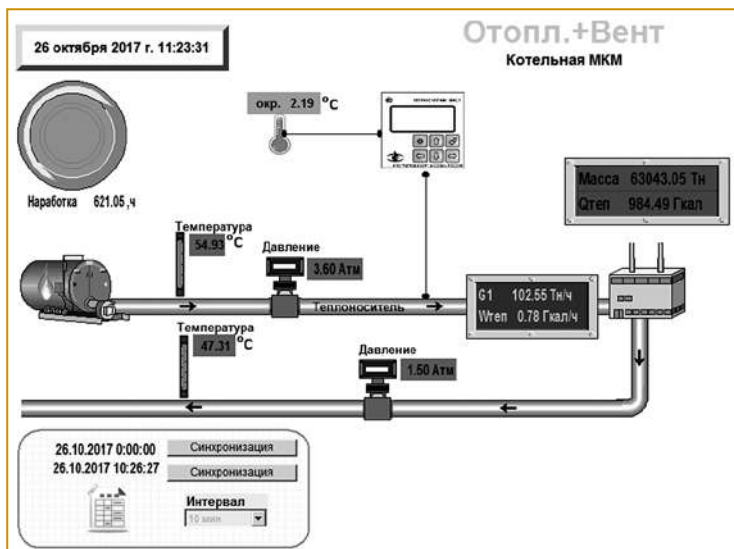 26 октября 2017 г. 11:23:31
Отопл.+Вент
Котельная МКМ
окр. 2.19 °C
Наработка 621.05 ,ч
Масса 63043.05 Тн
Qтеп 984.49 Гкал
Температура
54.93 °C
Давление
3.60 Атм
Теплоноситель
G1 102.55 Тн/ч
Wтеп 0.78 Гкал/ч
Температура
47.31 °C
Давление
1.50 Атм
26.10.2017 0:00:00 Синхронизация
26.10.2017 10:26:27 Синхронизация
Интервал
10 мин